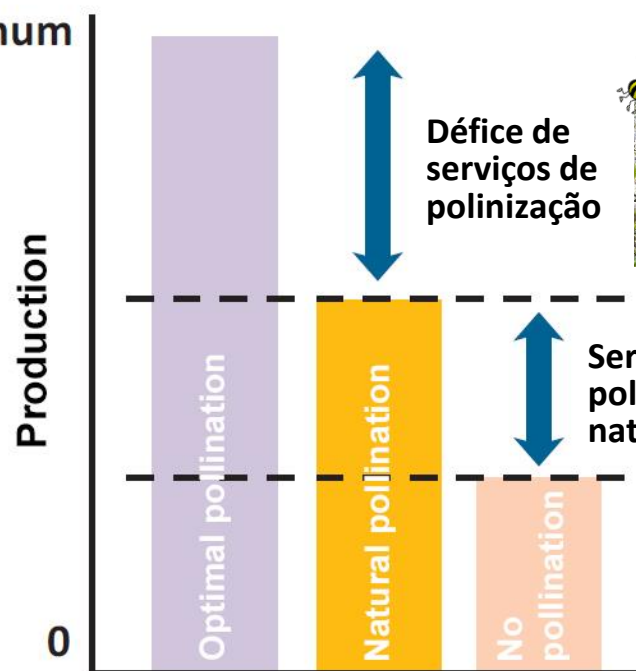 Défice de
serviços de
polinização
Production
Optimal pollination
Natural pollination
No
pollination
0